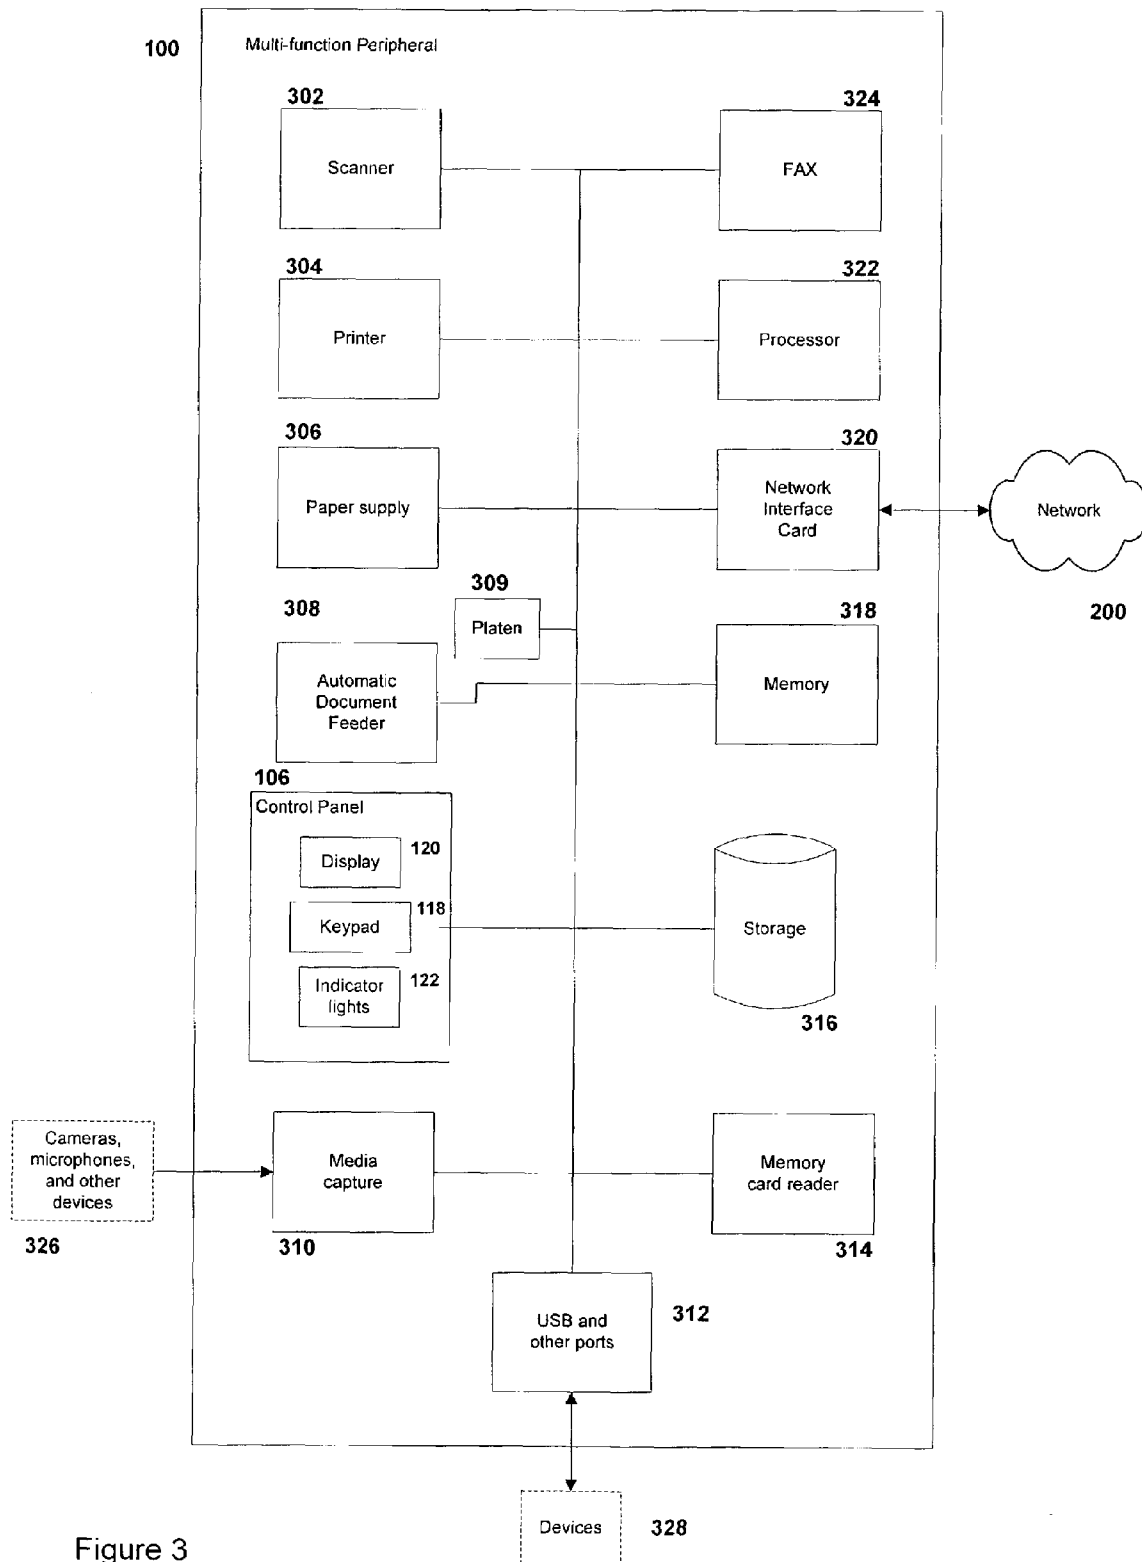 100
Multi-function Peripheral
302
Scanner
324
FAX
304
Printer
322
Processor
306
Paper supply
320
Network
Interface
Card
Network
200
309
Platen
308
Automatic
Document
Feeder
318
Memory
106
Control Panel
Display
120
Keypad
118
Indicator
lights
122
Storage
316
Cameras,
microphones,
and other
devices
326
Media
capture
310
Memory
card reader
314
USB and
other ports
312
Devices
328
Figure 3